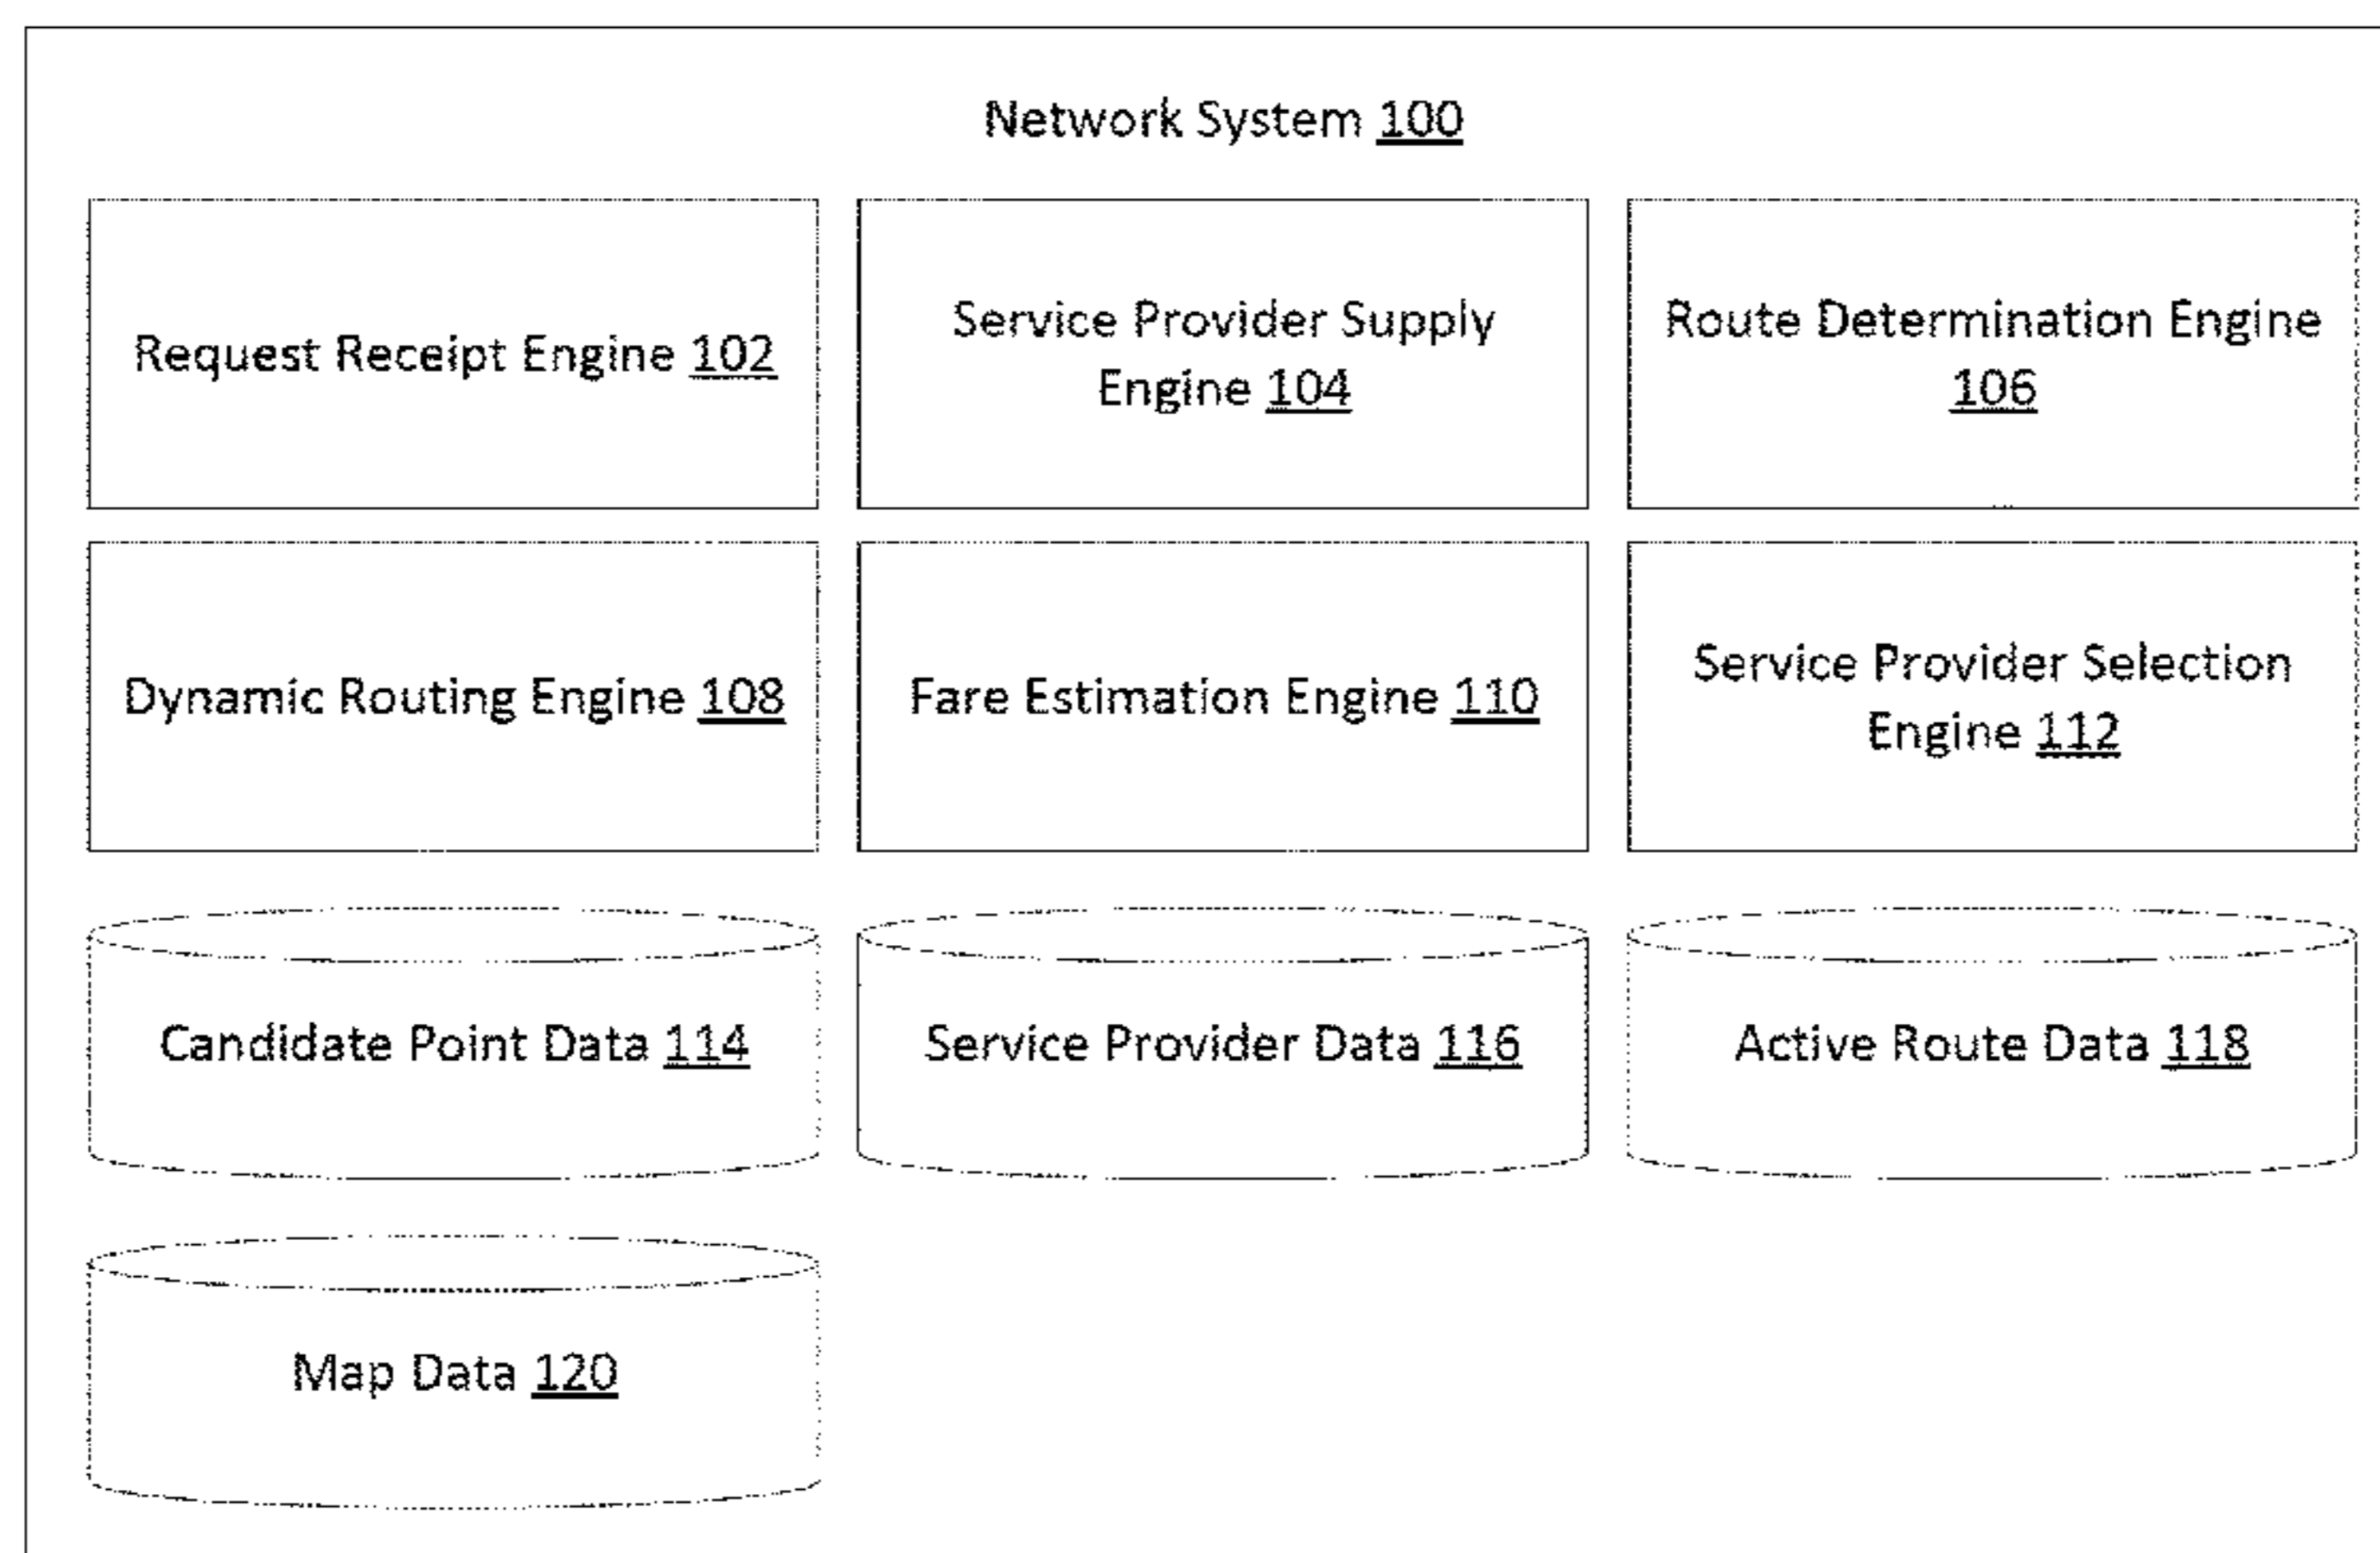 Network System 100
Request Receipt Engine 102
Service Provider Supply
Engine 104
Route Determination Engine
106
Dynamic Routing Engine 108
Fare Estimation Engine 110
Service Provider Selection
Engine 112
Candidate Point Data 114
Service Provider Data 116
Active Route Data 118
Map Data 120